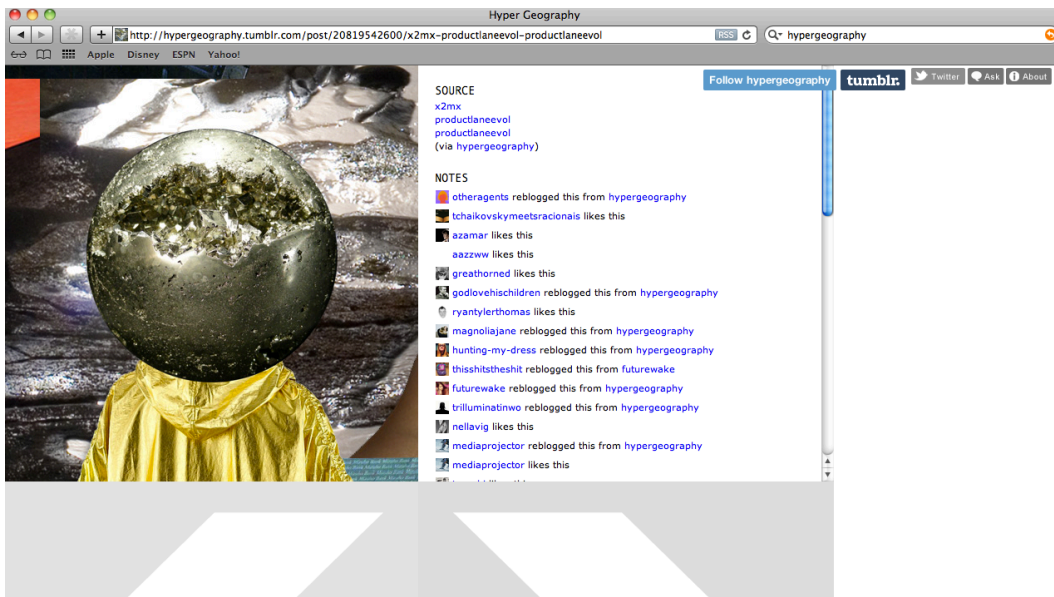 Hyper Geography
http://hypergeography.tumblr.com/post/20819542600/x2mx-productlaneevol-productlaneevol
RSS
hypergeography
Apple Disney ESPN Yahoo!
Follow hypergeography
tumblr.
Twitter
Ask
About
SOURCE
x2mx
productlaneevol
productlaneevol
(via hypergeography)
NOTES
otheragents reblogged this from hypergeography
tchaikovskymeetsracionais likes this
azamar likes this
aazzww likes this
greathorned likes this
godlovehischildren reblogged this from hypergeography
ryantylerthomas likes this
magnoliajane reblogged this from hypergeography
hunting-my-dress reblogged this from hypergeography
thisshitstheshit reblogged this from futurewake
futurewake reblogged this from hypergeography
trilluminatinwo reblogged this from hypergeography
nellavig likes this
mediaprojector reblogged this from hypergeography
mediaprojector likes this